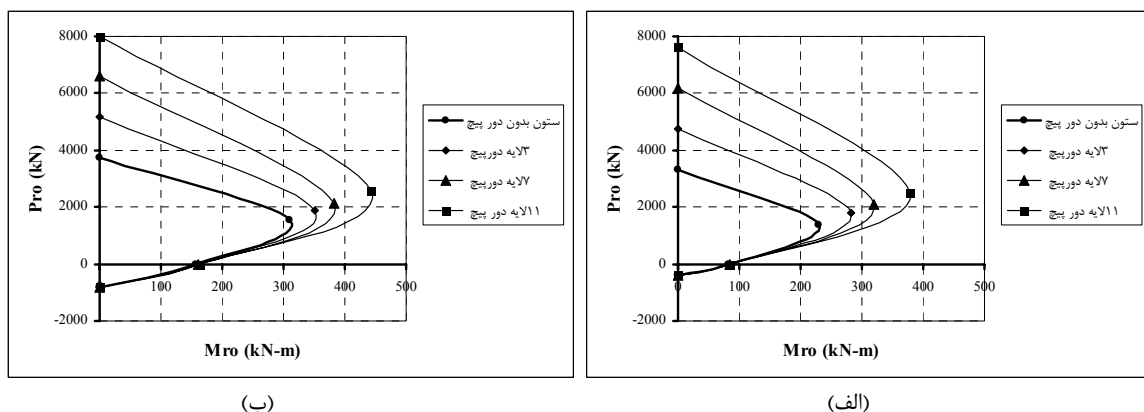 8000
6000
4000
2000
0
-2000
Pro (kN)
0
100
200
300
400
500
Mro (kN-m)
ستون بدون دور پیچ
۳لایه دورپیچ
۷لایه دورپیچ
۱۱لایه دور پیچ
(ب)
8000
6000
4000
2000
0
-2000
Pro (kN)
0
100
200
300
400
500
Mro (kN-m)
ستون بدون دور پیچ
۳لایه دورپیچ
۷لایه دورپیچ
۱۱لایه دور پیچ
(الف)